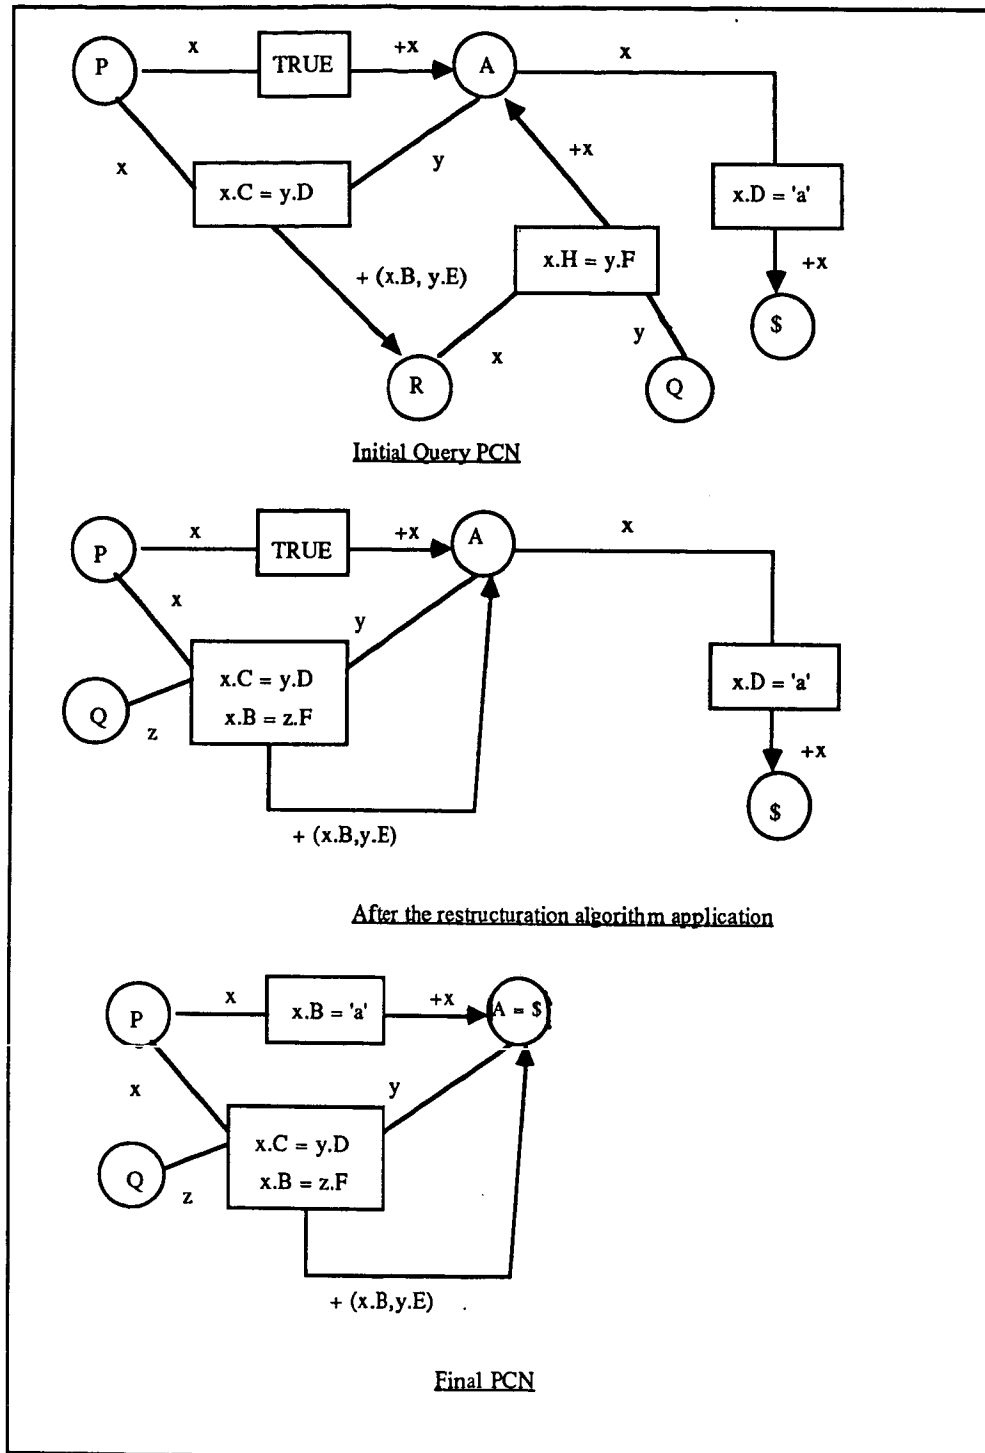 x
+x
x
P
TRUE
A
x
y
+x
x.C = y.D
x.D = 'a'
x.H = y.F
+ (x.B, y.E)
+x
y
$
x
R
Q
Initial Query PCN
x
+x
x
P
TRUE
A
x
y
x.C = y.D
x.B = z.F
x.D = 'a'
Q
z
+x
$
+ (x.B,y.E)
After the restructuration algorithm application
x
+x
P
x.B = 'a'
A = $
x
y
x.C = y.D
x.B = z.F
Q
z
+ (x.B,y.E)
Final PCN